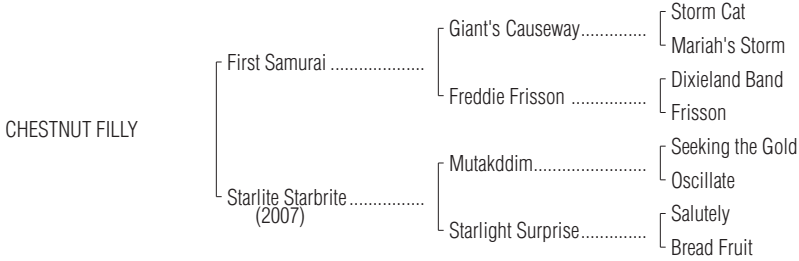 Storm Cat
Giant's Causeway..............
Mariah's Storm
First Samurai ....................
Dixieland Band
Freddie Frisson ................
Frisson
CHESTNUT FILLY
Seeking the Gold
Mutakddim........................
Oscillate
Starlite Starbrite................
(2007)
Salutely
Starlight Surprise..............
Bread Fruit